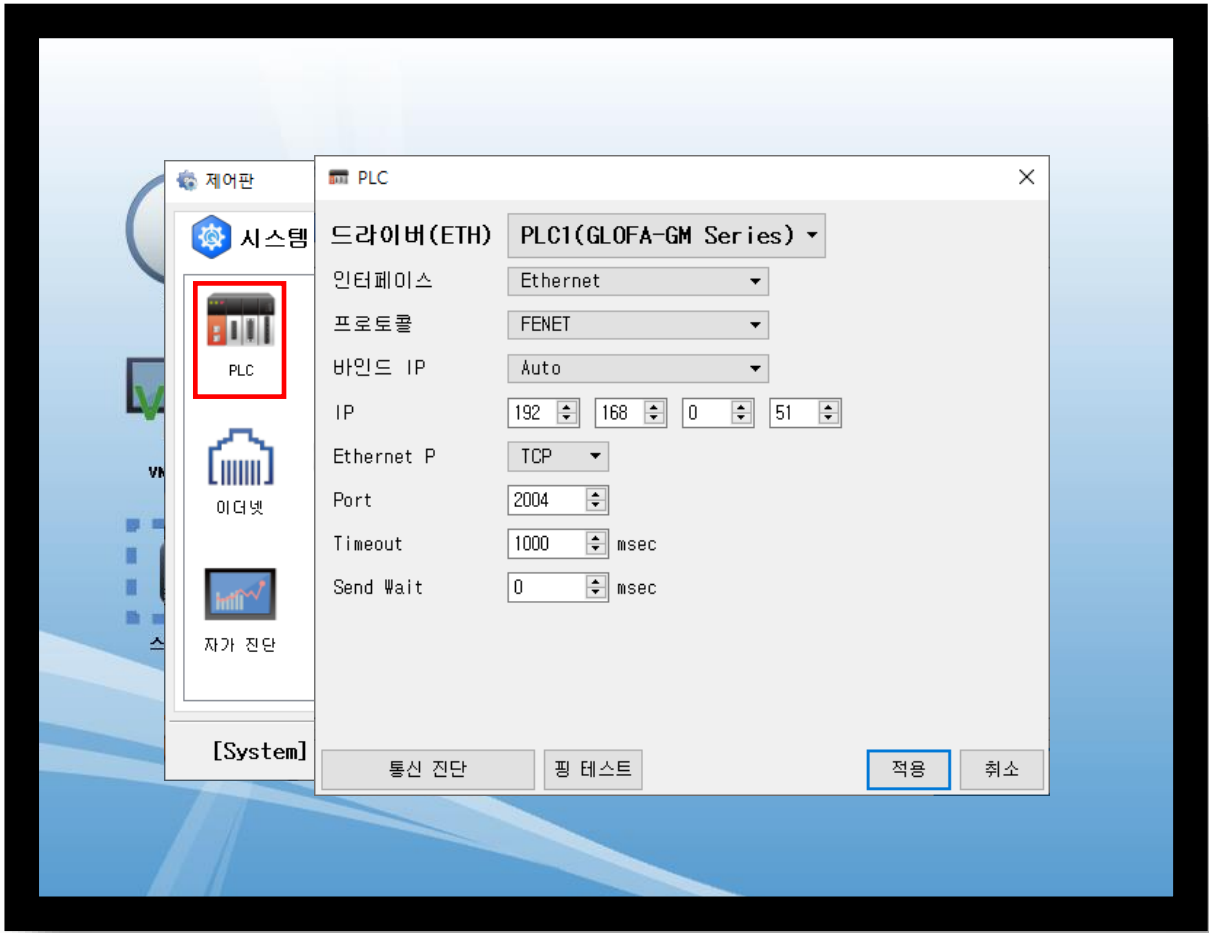 제어판
시스템
PLC
이더넷
자가 진단
[System]
PLC
드라이버(ETH) PLC1(GLOFA-GM Series)
인터페이스 Ethernet
프로토콜 FENET
바인드 IP Auto
IP 192 168 0 51
Ethernet P TCP
Port 2004
Timeout 1000 msec
Send Wait 0 msec
통신 진단 핑 테스트 적용 취소